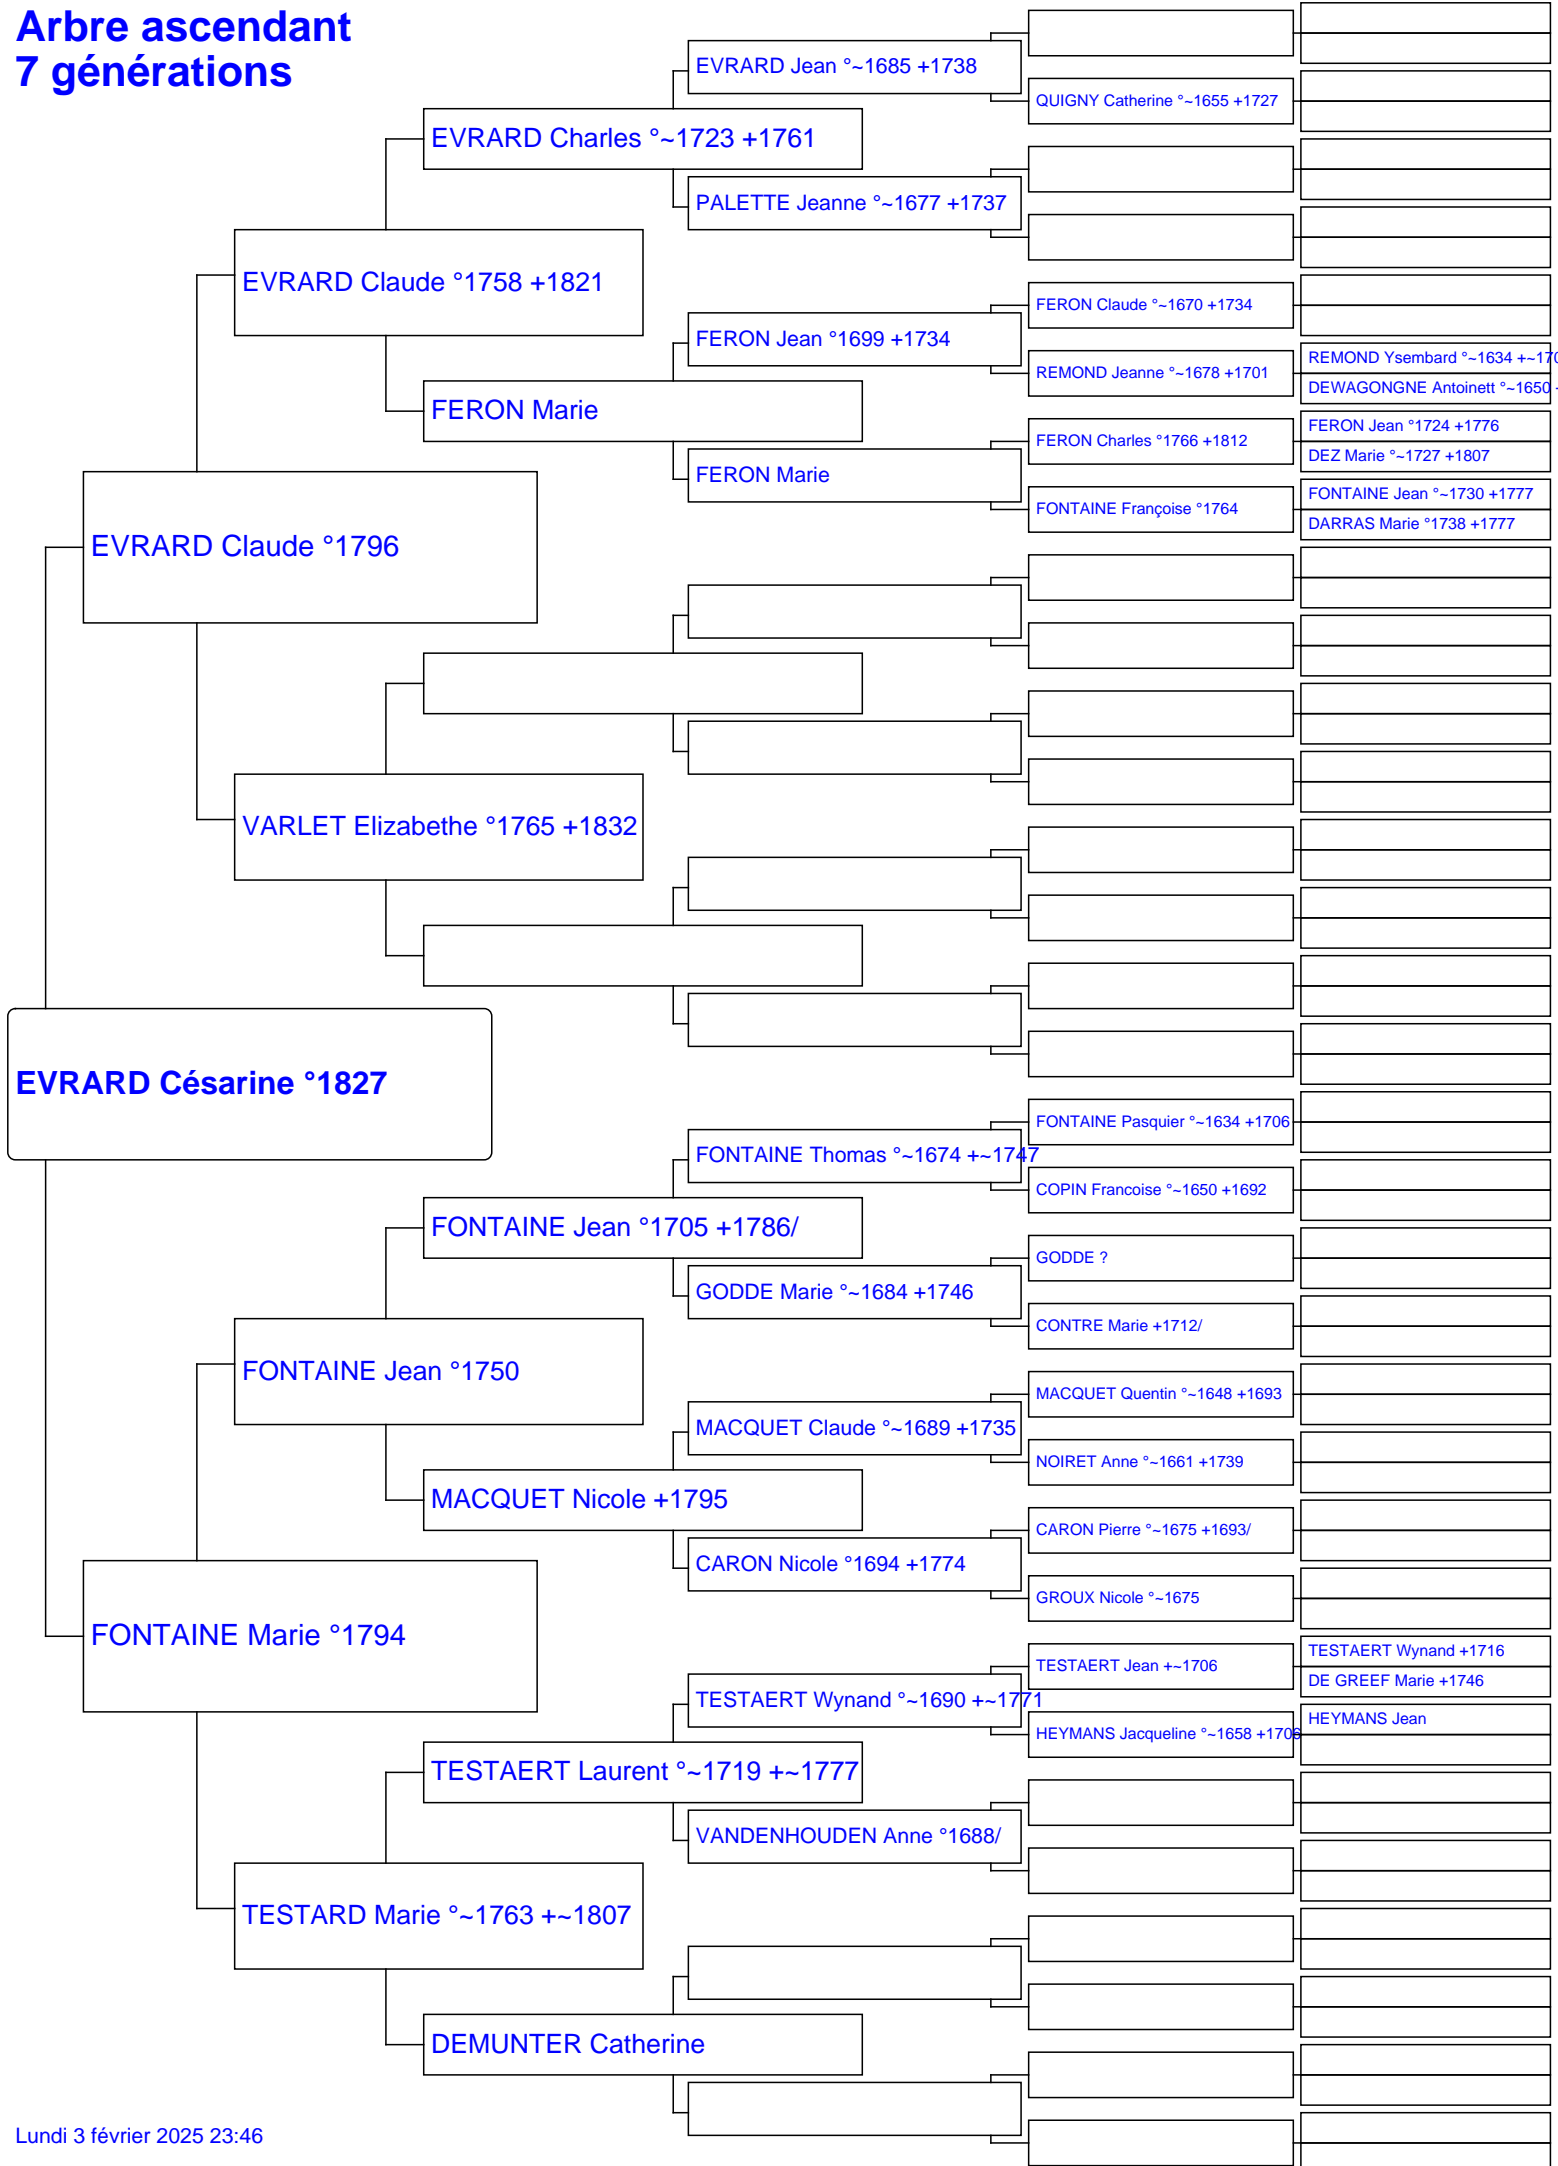 Arbre ascendant
7 générations
EVRARD Jean °~1685 +1738
QUIGNY Catherine °~1655 +1727
EVRARD Charles °~1723 +1761
PALETTE Jeanne °~1677 +1737
EVRARD Claude °1758 +1821
FERON Claude °~1670 +1734
FERON Jean °1699 +1734
REMOND Ysembard °~1634 +~170
REMOND Jeanne °~1678 +1701
DEWAGONGNE Antoinett °~1650
FERON Marie
FERON Jean °1724 +1776
FERON Charles °1766 +1812
DEZ Marie °~1727 +1807
FERON Marie
FONTAINE Jean °~1730 +1777
FONTAINE Françoise °1764
DARRAS Marie °1738 +1777
EVRARD Claude °1796
VARLET Elizabethe °1765 +1832
EVRARD Césarine °1827
FONTAINE Pasquier °~1634 +1706
FONTAINE Thomas °~1674 +~1747
COPIN Francoise °~1650 +1692
FONTAINE Jean °1705 +1786/
GODDE ?
GODDE Marie °~1684 +1746
CONTRE Marie +1712/
FONTAINE Jean °1750
MACQUET Quentin °~1648 +1693
MACQUET Claude °~1689 +1735
NOIRET Anne °~1661 +1739
MACQUET Nicole +1795
CARON Pierre °~1675 +1693/
CARON Nicole °1694 +1774
GROUX Nicole °~1675
FONTAINE Marie °1794
TESTAERT Wynand +1716
TESTAERT Jean +~1706
DE GREEF Marie +1746
TESTAERT Wynand °~1690 +~1771
HEYMANS Jean
HEYMANS Jacqueline °~1658 +1706
TESTAERT Laurent °~1719 +~1777
VANDENHOUDEN Anne °1688/
TESTARD Marie °~1763 +~1807
DEMUNTER Catherine
Lundi 3 février 2025 23:46